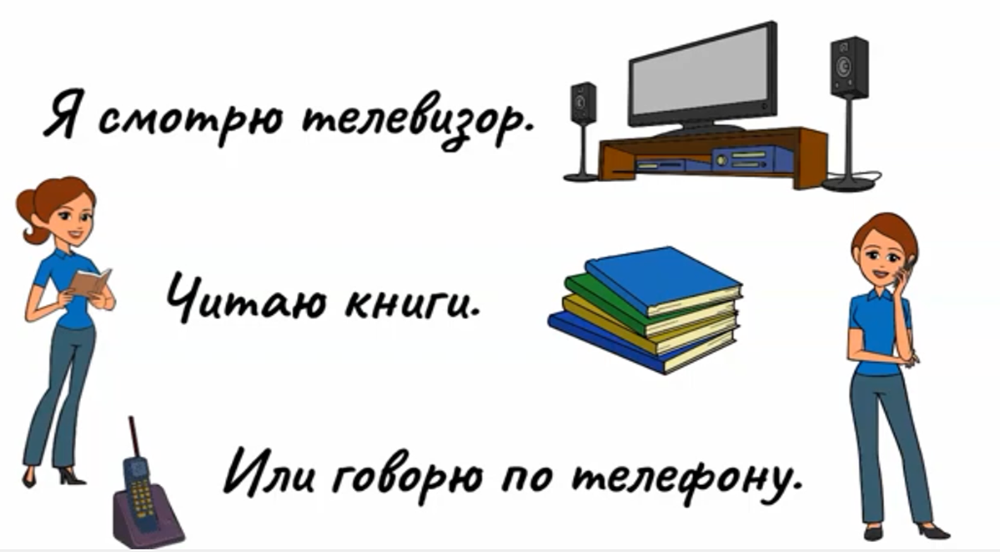 Я смотрю телевизор.
Читаю книги.
Или говорю по телефону.